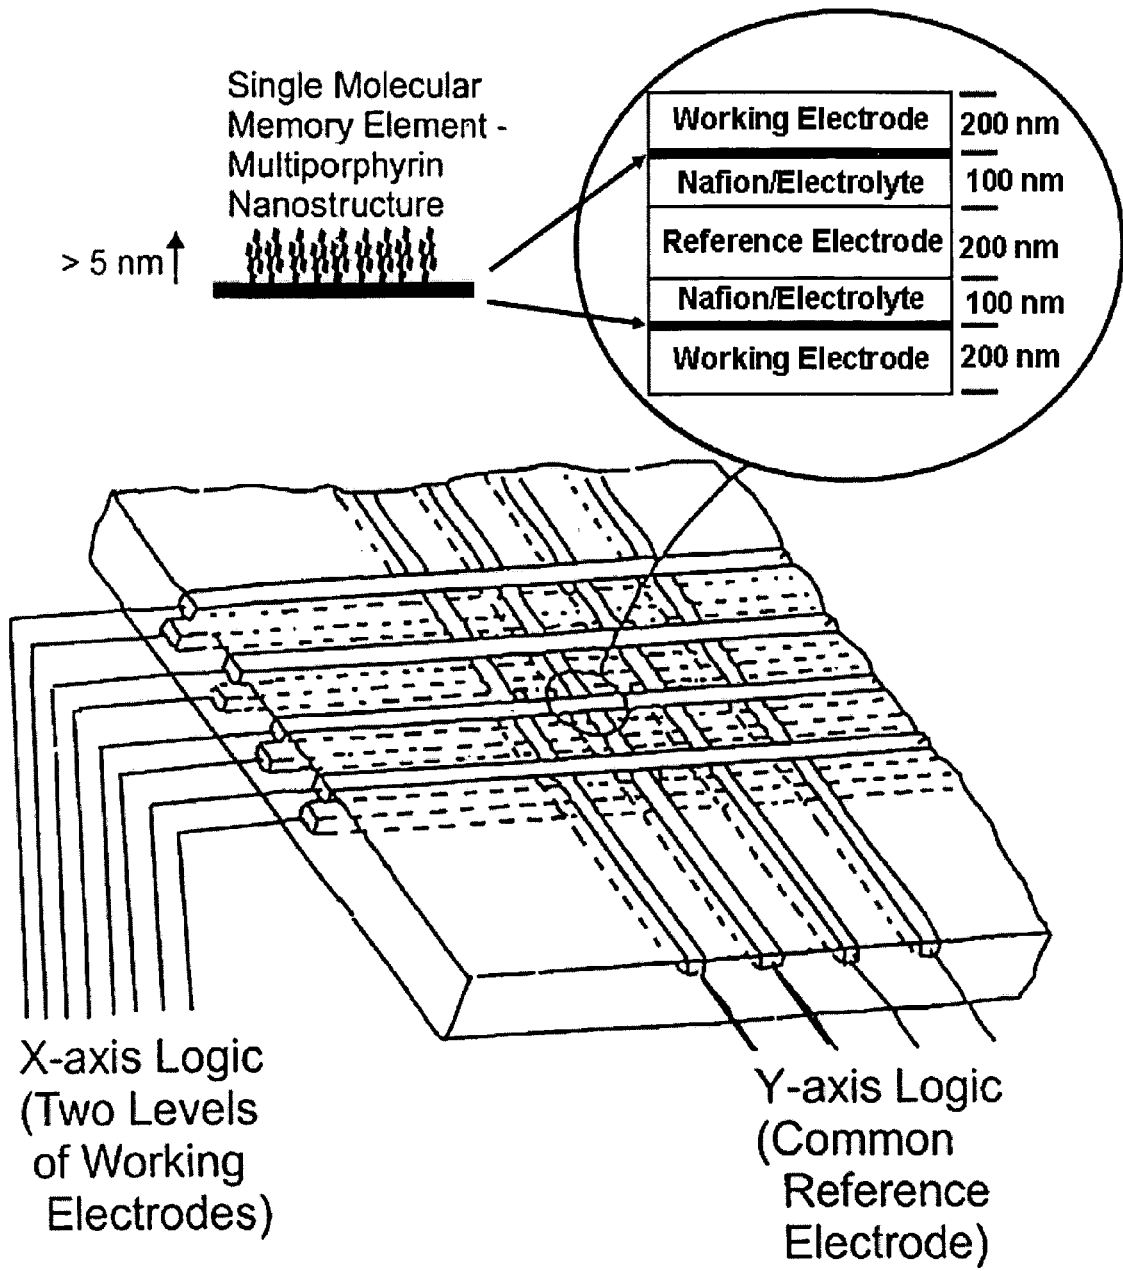 Single Molecular
Memory Element -
Multiporphyrin
Nanostructure
> 5 nm
Working Electrode
200 nm
Nafion/Electrolyte
100 nm
Reference Electrode
200 nm
Nafion/Electrolyte
100 nm
Working Electrode
200 nm
X-axis Logic
(Two Levels
of Working
Electrodes)
Y-axis Logic
(Common
Reference
Electrode)